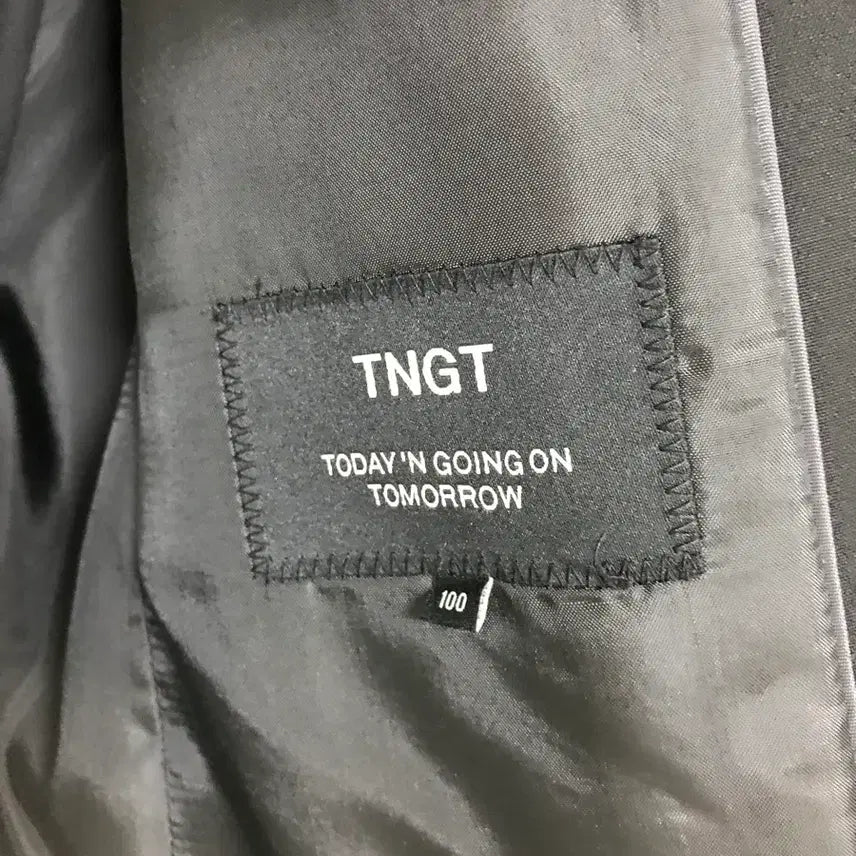 TNGT
TODAY 'N GOING ON
TOMORROW
100